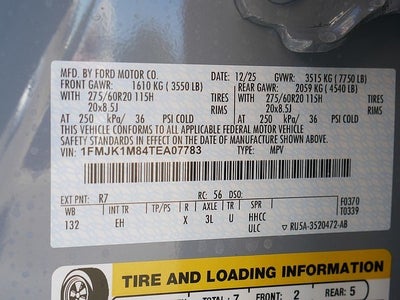 MFD. BY FORD MOTOR CO. DATE: 12/25 GVWR: 3515 KG ( 7750 LB)
FRONT GAWR: 1610 KG ( 3550 LB) REAR GAWR: 2059 KG ( 4540 LB)
WITH 275/60R20 115H TIRES WITH 275/60R20 115H TIRES
20x8.5J RIMS 20x8.5J RIMS
AT 250 kPa/ 36 PSI COLD AT 250 kPa/ 36 PSI COLD
THIS VEHICLE CONFORMS TO ALL APPLICABLE FEDERAL MOTOR VEHICLE
SAFETY STANDARDS IN EFFECT ON THE DATE OF MANUFACTURE SHOWN ABOVE.
VIN: 1FMJK1M84TEA07783 TYPE: MPV
EXT PNT: R7 RC: 56 DSO: F0370
WB INT TR TP/PS R AXLE TR SPR T0339
132 EH X 3L U HHCC
ULC RU5A-3520472-AB
TIRE AND LOADING INFORMATION
TOTAL : 7 FRONT: 2 REAR: 5